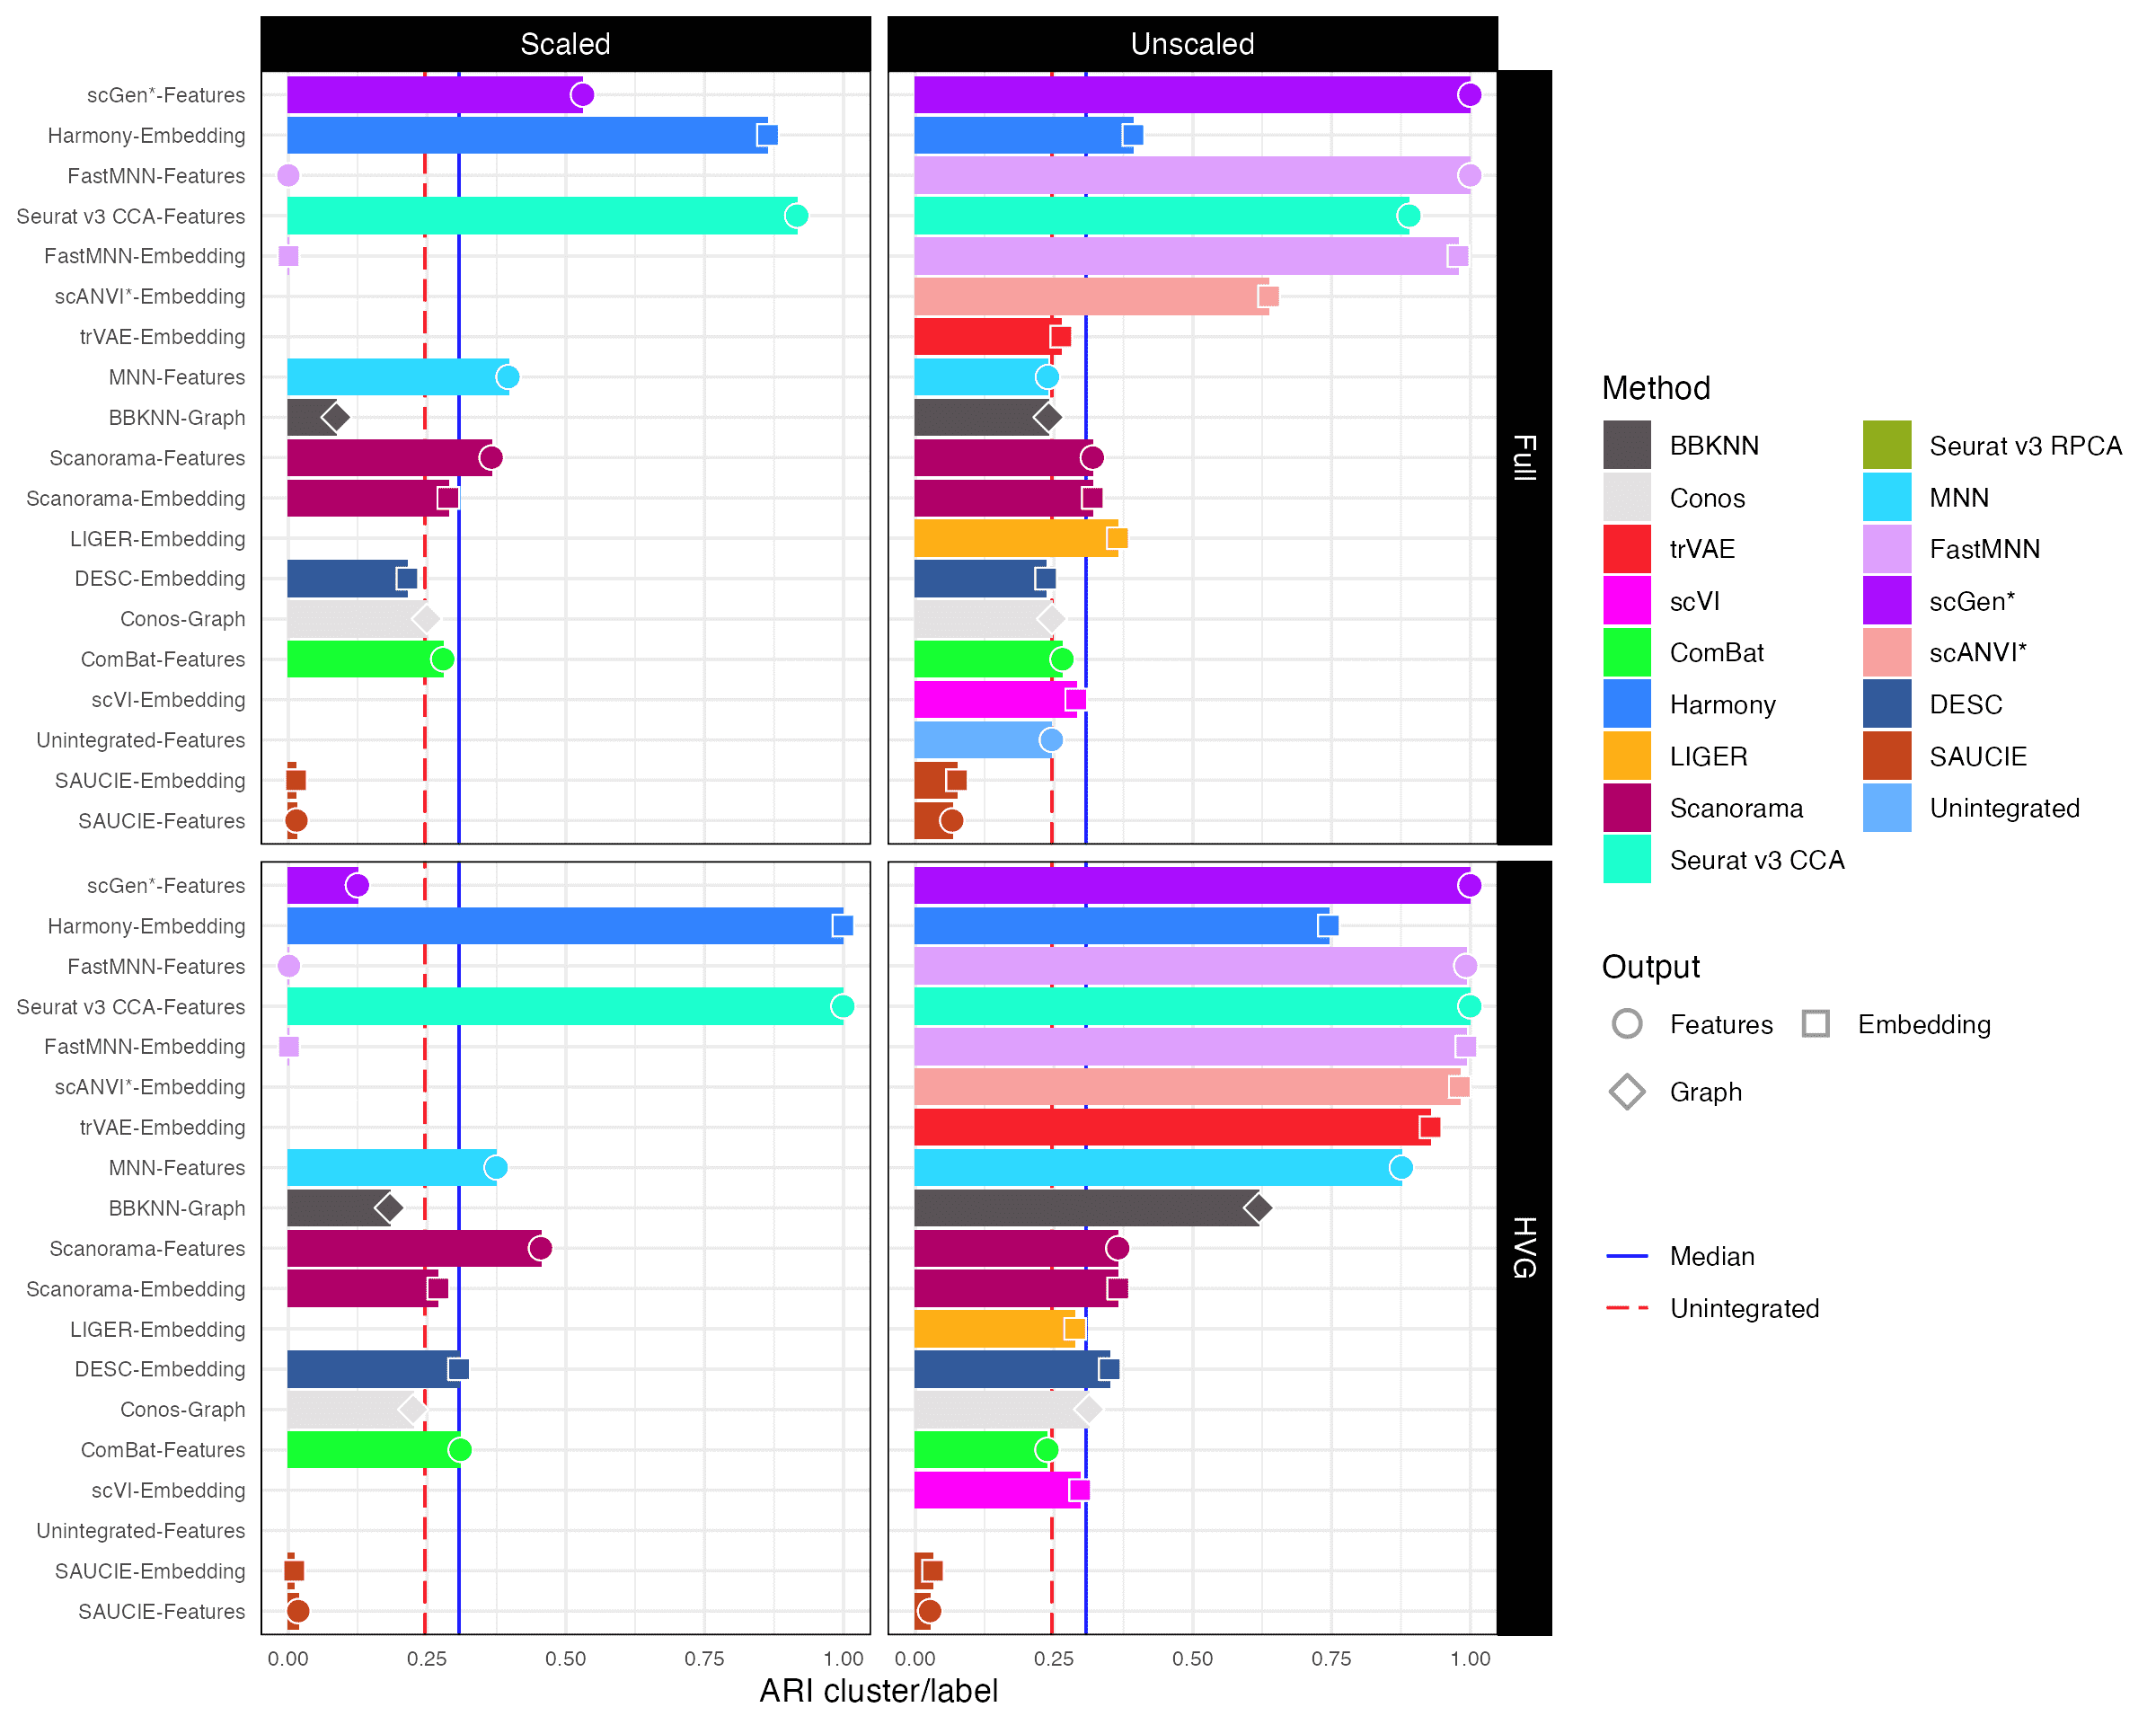 Scaled
Unscaled
scGen*-Features
Harmony-Embedding
FastMNN-Features
Seurat v3 CCA-Features
FastMNN-Embedding
scANVI*-Embedding
trVAE-Embedding
MNN-Features
BBKNN-Graph
Scanorama-Features
Scanorama-Embedding
LIGER-Embedding
DESC-Embedding
Conos-Graph
ComBat-Features
scVI-Embedding
Unintegrated-Features
SAUCIE-Embedding
SAUCIE-Features
Full
scGen*-Features
Harmony-Embedding
FastMNN-Features
Seurat v3 CCA-Features
FastMNN-Embedding
scANVI*-Embedding
trVAE-Embedding
MNN-Features
BBKNN-Graph
Scanorama-Features
Scanorama-Embedding
LIGER-Embedding
DESC-Embedding
Conos-Graph
ComBat-Features
scVI-Embedding
Unintegrated-Features
SAUCIE-Embedding
SAUCIE-Features
HVG
0.00 0.25 0.50 0.75 1.00
0.00 0.25 0.50 0.75 1.00
ARI cluster/label
Method
BBKNN
Conos
trVAE
scVI
ComBat
Harmony
LIGER
Scanorama
Seurat v3 CCA
Seurat v3 RPCA
MNN
FastMNN
scGen*
scANVI*
DESC
SAUCIE
Unintegrated
Output
Features
Embedding
Graph
Median
Unintegrated